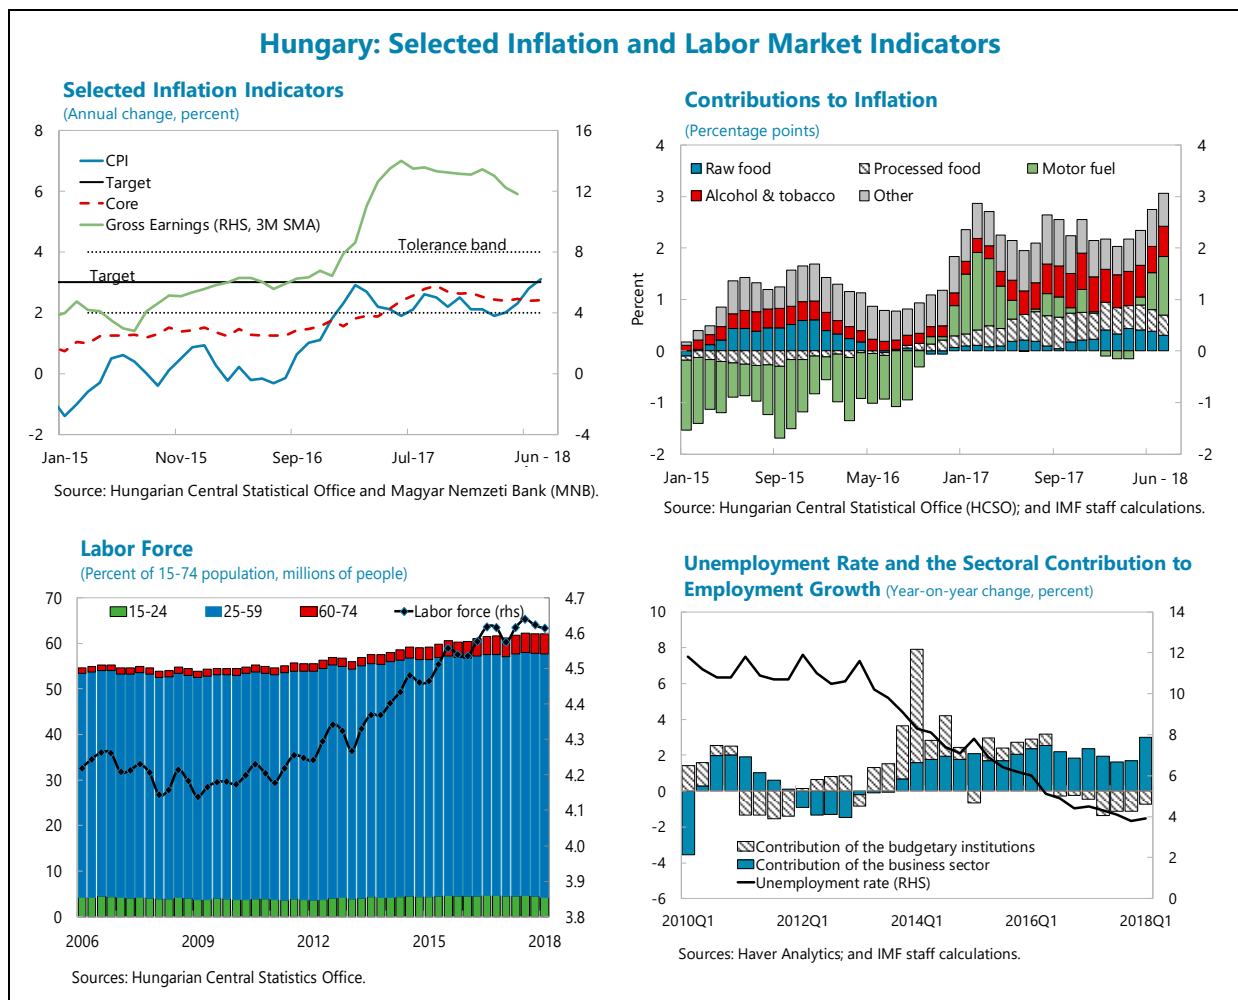 Hungary: Selected Inflation and Labor Market Indicators
Selected Inflation Indicators
(Annual change, percent)
8
6
4
2
0
-2
16
12
8
4
0
-4
CPI
Target
Core
Gross Earnings (RHS, 3M SMA)
Tolerance band
Target
Jan-15 Nov-15 Sep-16 Jul-17 Jun - 18
Source: Hungarian Central Statistical Office and Magyar Nemzeti Bank (MNB).
Contributions to Inflation
(Percentage points)
4
3
2
1
0
-1
-2
4
3
2
1
0
-1
-2
Percent
Raw food Processed food Motor fuel
Alcohol & tobacco Other
Jan-15 Sep-15 May-16 Jan-17 Sep-17 Jun - 18
Source: Hungarian Central Statistical Office (HCSO); and IMF staff calculations.
Labor Force
(Percent of 15-74 population, millions of people)
70
60
50
40
30
20
10
0
4.7
4.6
4.5
4.4
4.3
4.2
4.1
4.0
3.9
3.8
15-24 25-59 60-74 Labor force (rhs)
2006 2009 2012 2015 2018
Sources: Hungarian Central Statistics Office.
Unemployment Rate and the Sectoral Contribution to
Employment Growth (Year-on-year change, percent)
10
8
6
4
2
0
-2
-4
-6
14
12
10
8
6
4
2
0
Contribution of the budgetary institutions
Contribution of the business sector
Unemployment rate (RHS)
2010Q1 2012Q1 2014Q1 2016Q1 2018Q1
Sources: Haver Analytics; and IMF staff calculations.